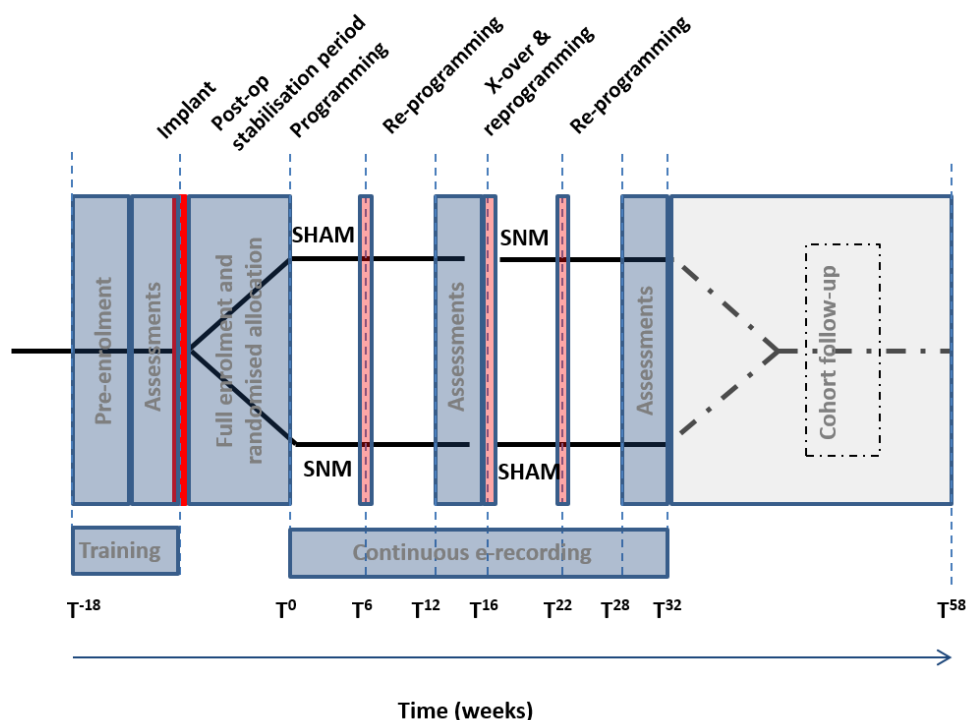 Implant
Post-op
stabilisation period
Programming
Re-programming
X-over &
reprogramming
Re-programming
Pre-enrolment
Assessments
Full enrolment and
randomised allocation
SHAM
SNM
Assessments
SNM
SHAM
Assessments
Cohort follow-up
Training
Continuous e-recording
T-18
T0
T6
T12
T16
T22
T28
T32
T58
Time (weeks)